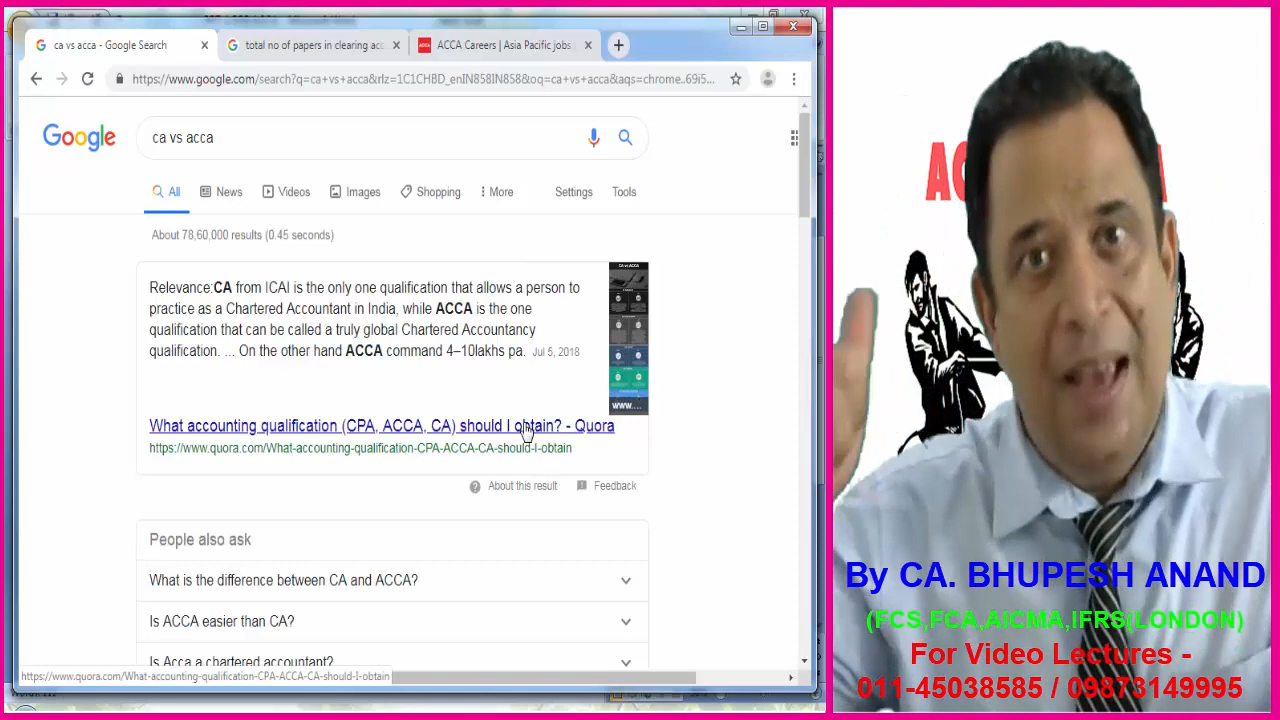 ca vs acca - Google Search
total no of papers in clearing acc
ACCA
ACCA Careers | Asia Pacific jobs
https://www.google.com/search?q=ca+vs+acca&rlz=1C1CHBD_enIN858IN858&oq=ca+vs+acca&aqs=chrome..69i5...
Google
ca vs acca
All
News
Videos
Images
Shopping
More
Settings
Tools
About 78,60,000 results (0.45 seconds)
Relevance:CA from ICAI is the only one qualification that allows a person to
practice as a Chartered Accountant in India, while ACCA is the one
qualification that can be called a truly global Chartered Accountancy
qualification. ... On the other hand ACCA command 4–10lakhs pa. Jul 5, 2018
CA vs ACCA
WWW....
What accounting qualification (CPA, ACCA, CA) should I obtain? - Quora
https://www.quora.com/What-accounting-qualification-CPA-ACCA-CA-should-I-obtain
About this result
Feedback
People also ask
What is the difference between CA and ACCA?
Is ACCA easier than CA?
Is Acca a chartered accountant?
https://www.quora.com/What-accounting-qualification-CPA-ACCA-CA-should-I-obtain
By CA. BHUPESH ANAND
(FCS,FCA,AICMA,IFRS(LONDON)
For Video Lectures -
011-45038585 / 09873149995